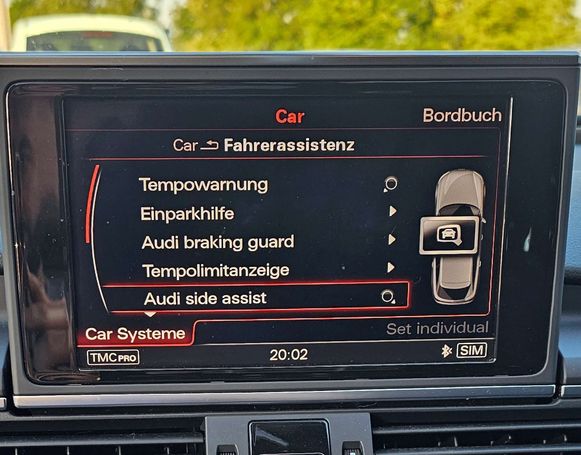 Car Bordbuch
Car Fahrerassistenz
Tempowarnung
Einparkhilfe
Audi braking guard
Tempolimitanzeige
Audi side assist
Car Systeme Set individual
TMC PRO 20:02 SIM